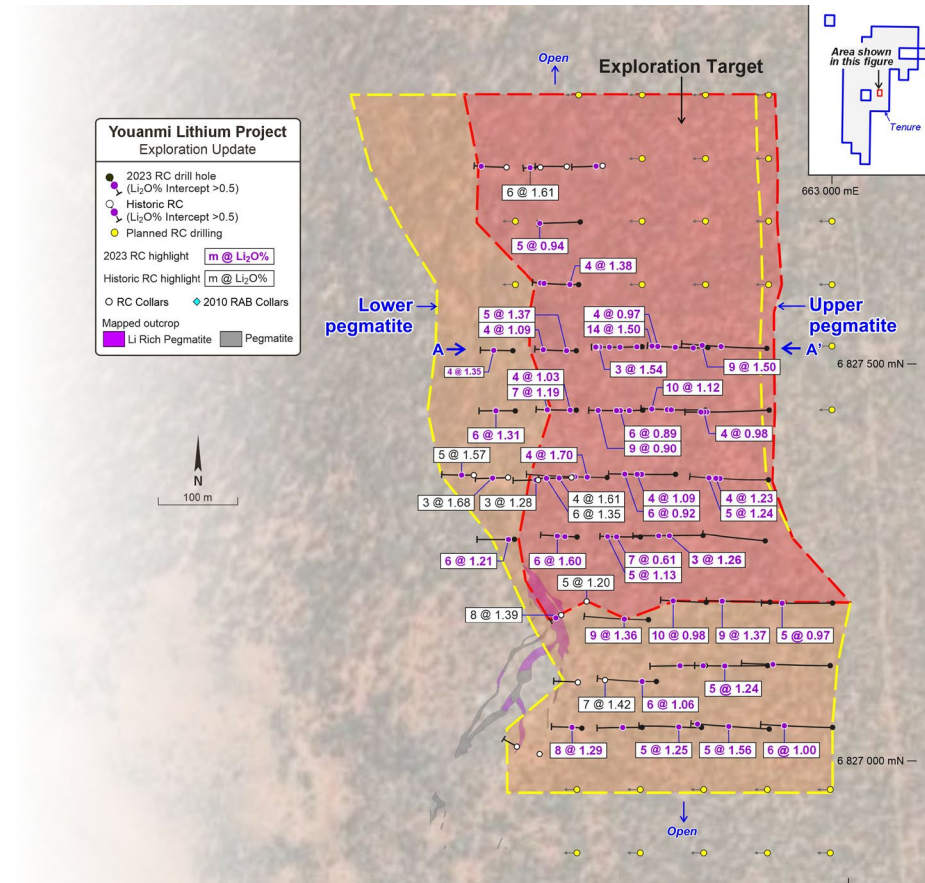 Open
Exploration Target
Area shown
in this figure
Tenure
Youanmi Lithium Project
Exploration Update
2023 RC drill hole
(Li₂O% Intercept >0.5)
Historic RC
(Li₂O% Intercept >0.5)
Planned RC drilling
2023 RC highlight m @ Li₂O%
Historic RC highlight m @ Li₂O%
RC Collars 2010 RAB Collars
Mapped outcrop
Li Rich Pegmatite Pegmatite
663 000 mE
6 @ 1.61
5 @ 0.94
4 @ 1.38
Lower
pegmatite
Upper
pegmatite
5 @ 1.37
4 @ 1.09
4 @ 0.97
14 @ 1.50
A
A'
6 827 500 mN
4 @ 1.35
3 @ 1.54
9 @ 1.50
4 @ 1.03
7 @ 1.19
10 @ 1.12
6 @ 1.31
6 @ 0.89
9 @ 0.90
4 @ 0.98
5 @ 1.57
4 @ 1.70
N
100 m
3 @ 1.68
3 @ 1.28
4 @ 1.61
6 @ 1.35
4 @ 1.09
6 @ 0.92
4 @ 1.23
5 @ 1.24
6 @ 1.21
6 @ 1.60
7 @ 0.61
5 @ 1.13
3 @ 1.26
5 @ 1.20
8 @ 1.39
9 @ 1.36
10 @ 0.98
9 @ 1.37
5 @ 0.97
5 @ 1.24
7 @ 1.42
6 @ 1.06
8 @ 1.29
5 @ 1.25
5 @ 1.56
6 @ 1.00
6 827 000 mN
Open